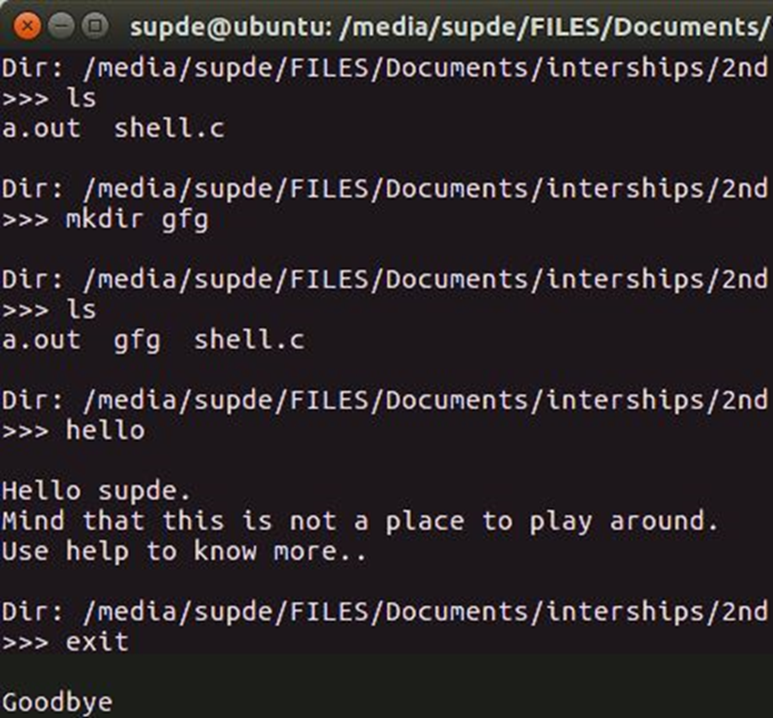 supde@ubuntu: /media/supde/FILES/Documents/
Dir: /media/supde/FILES/Documents/interships/2nd
>>> ls
a.out  shell.c
Dir: /media/supde/FILES/Documents/interships/2nd
>>> mkdir gfg
Dir: /media/supde/FILES/Documents/interships/2nd
>>> ls
a.out  gfg  shell.c
Dir: /media/supde/FILES/Documents/interships/2nd
>>> hello
Hello supde.
Mind that this is not a place to play around.
Use help to know more..
Dir: /media/supde/FILES/Documents/interships/2nd
>>> exit
Goodbye